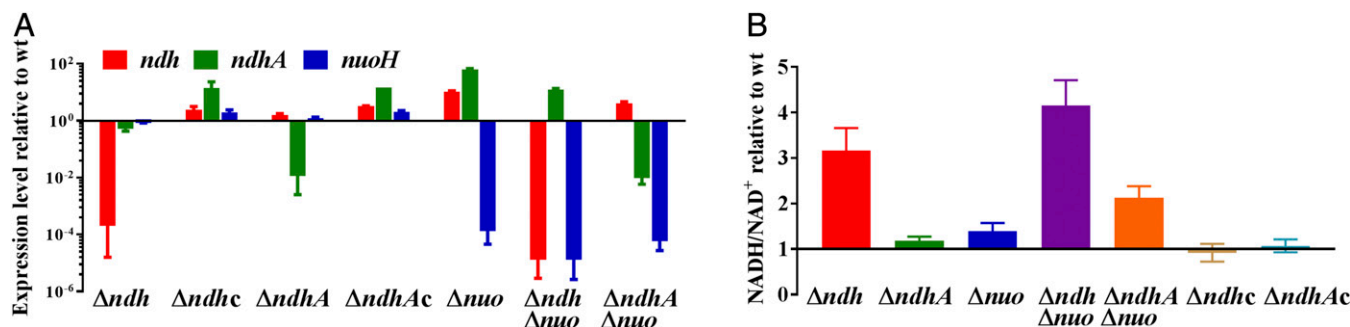 A
Expression level relative to wt
ndh ndhA nuoH
10²
10⁰
10⁻²
10⁻⁴
10⁻⁶
Δndh Δndhc ΔndhA ΔndhAc Δnuo Δndh ΔndhA
Δnuo Δnuo
B
NADH/NAD⁺ relative to wt
5
4
3
2
1
0
Δndh ΔndhA Δnuo Δndh ΔndhA Δndhc ΔndhAc
Δnuo Δnuo